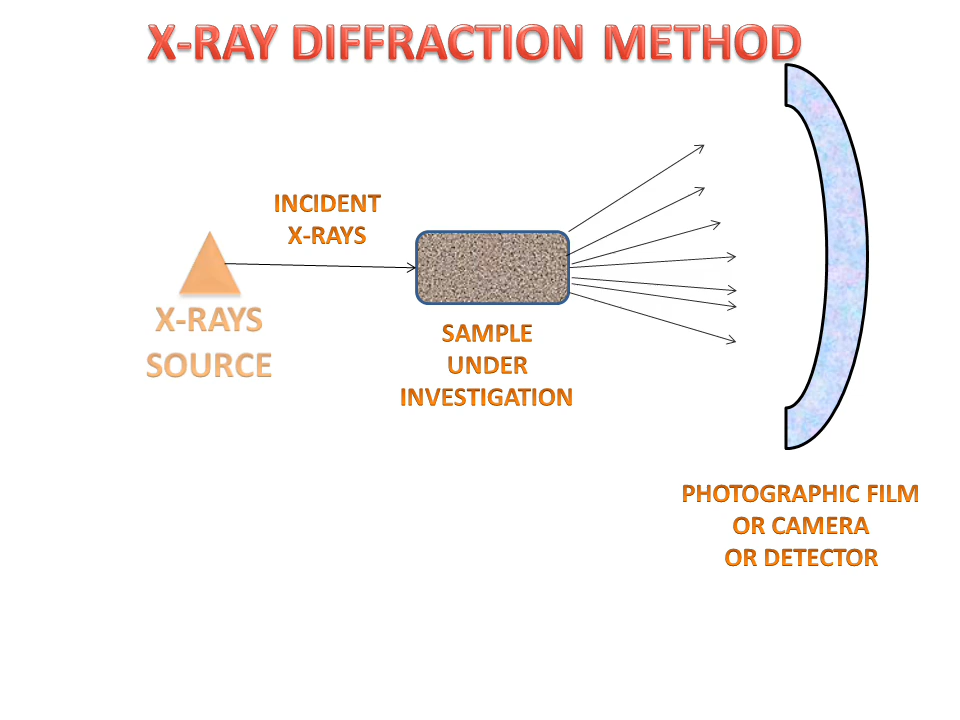 X-RAY DIFFRACTION METHOD
INCIDENT
X-RAYS
X-RAYS
SOURCE
SAMPLE
UNDER
INVESTIGATION
PHOTOGRAPHIC FILM
OR CAMERA
OR DETECTOR